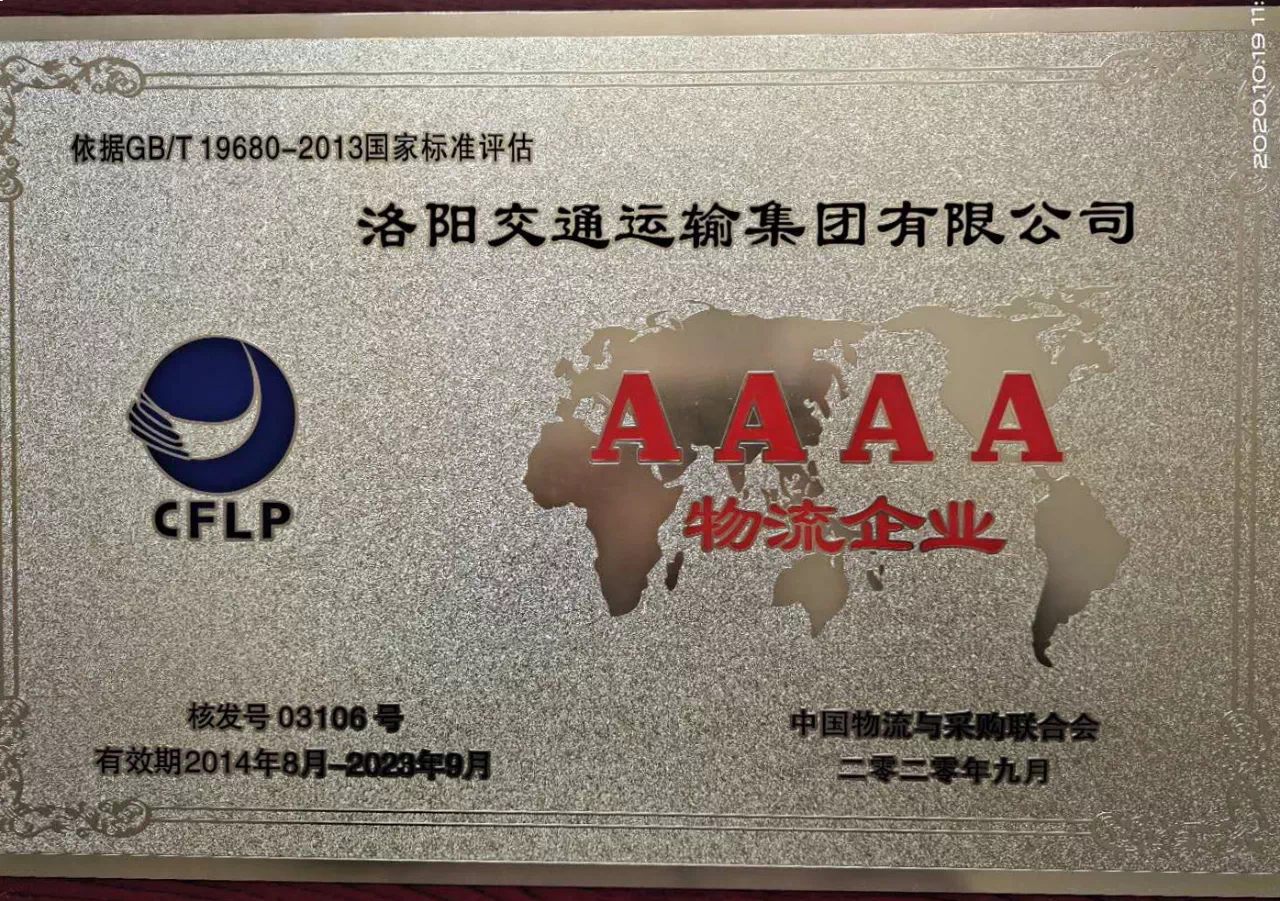 依据GB/T 19680-2013国家标准评估
洛阳交通运输集团有限公司
CFLP
AAAA
物流企业
核发号 03106 号
有效期2014年8月-2023年9月
中国物流与采购联合会
二零二零年九月
2020.10.19 11: